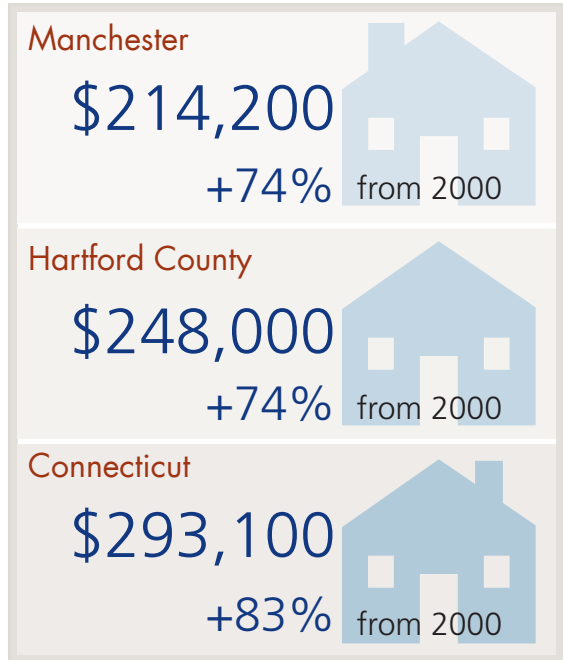 Manchester
$214,200
+74% from 2000
Hartford County
$248,000
+74% from 2000
Connecticut
$293,100
+83% from 2000